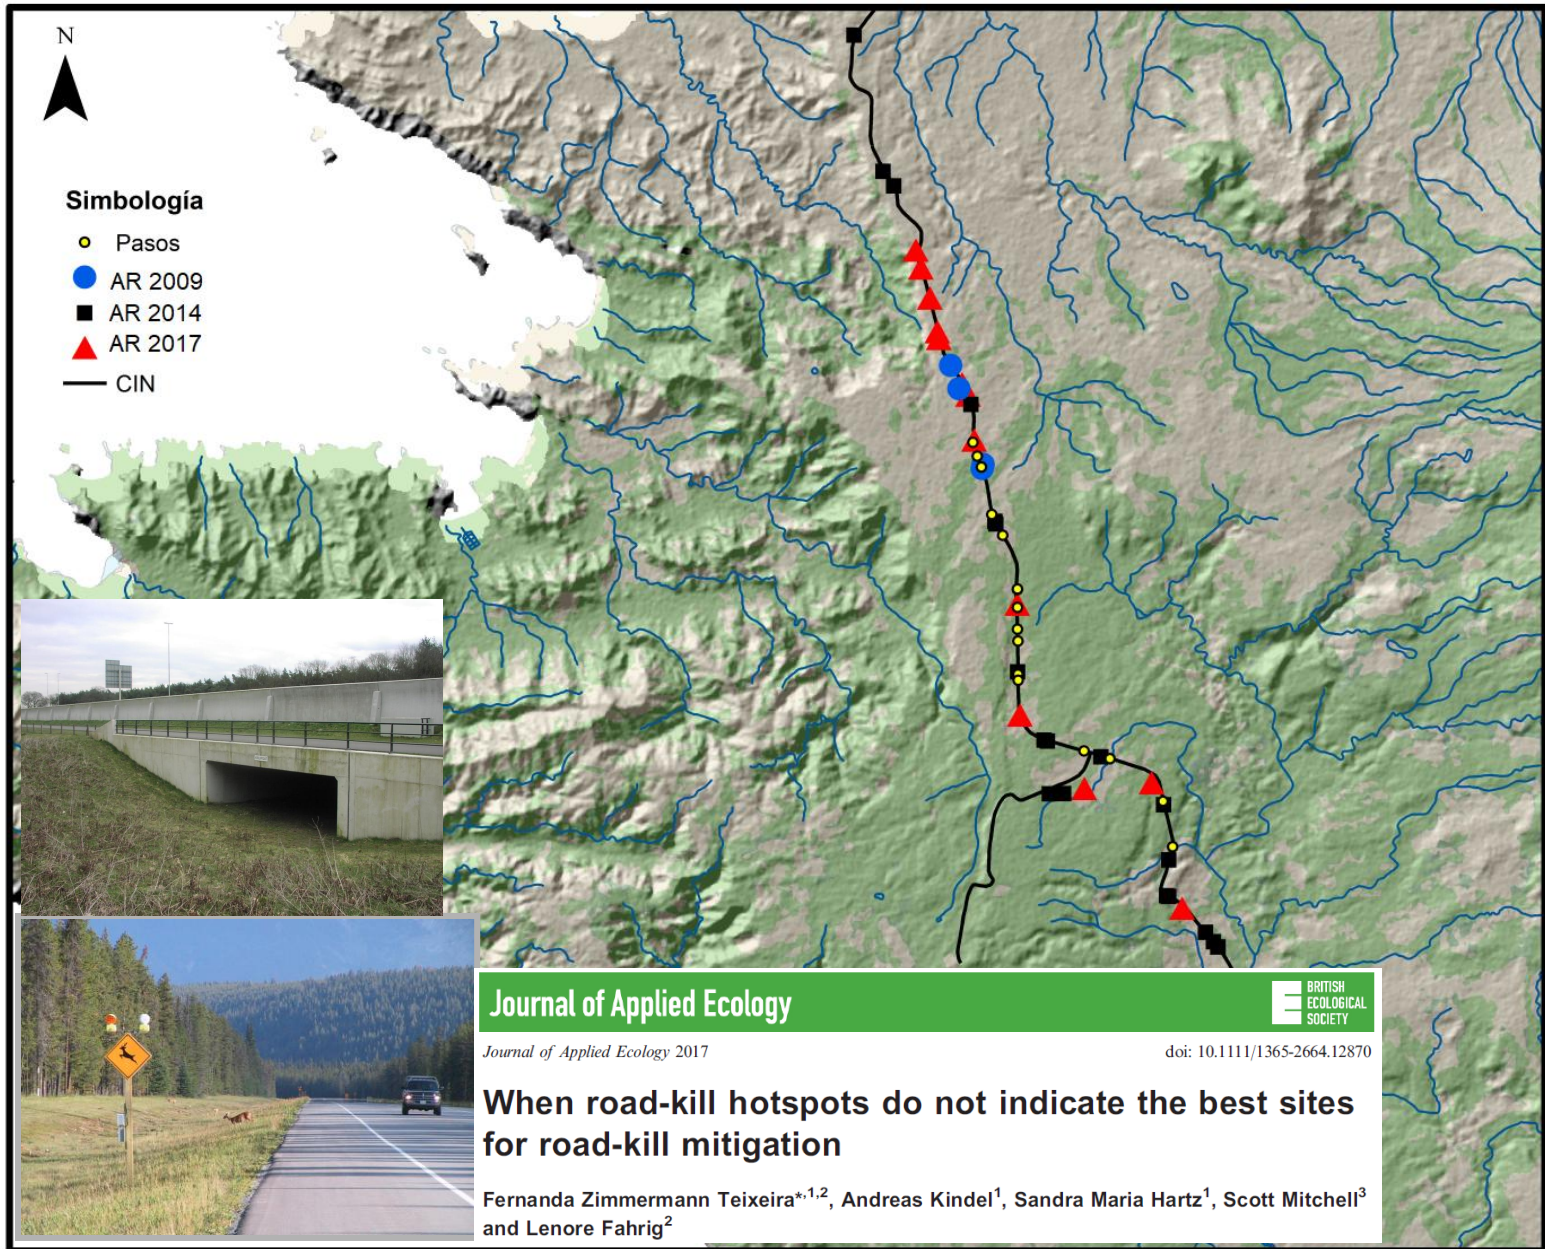 N
Simbología
Pasos
AR 2009
AR 2014
AR 2017
CIN
Journal of Applied Ecology
BRITISH
ECOLOGICAL
SOCIETY
Journal of Applied Ecology 2017
doi: 10.1111/1365-2664.12870
When road-kill hotspots do not indicate the best sites
for road-kill mitigation
Fernanda Zimmermann Teixeira*,1,2, Andreas Kindel1, Sandra Maria Hartz1, Scott Mitchell3
and Lenore Fahrig2